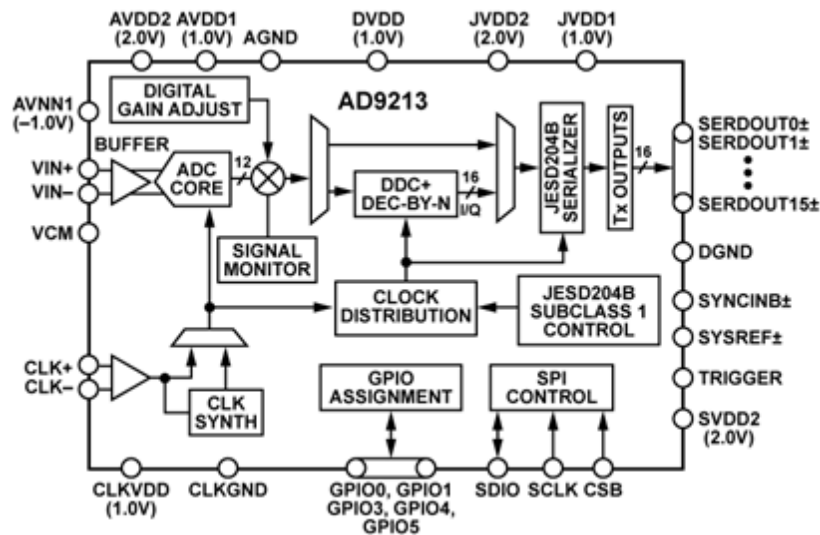 AVDD2
(2.0V)
AVDD1
(1.0V)
AGND
DVDD
(1.0V)
JVDD2
(2.0V)
JVDD1
(1.0V)
AVNN1
(–1.0V)
DIGITAL
GAIN ADJUST
AD9213
BUFFER
VIN+
VIN–
ADC
CORE
12
DDC+
DEC-BY-N
16
I/Q
JESD204B
SERIALIZER
Tx OUTPUTS
16
SERDOUT0±
SERDOUT1±
SERDOUT15±
VCM
SIGNAL
MONITOR
DGND
CLOCK
DISTRIBUTION
JESD204B
SUBCLASS 1
CONTROL
SYNCINB±
SYSREF±
CLK+
CLK–
CLK
SYNTH
GPIO
ASSIGNMENT
SPI
CONTROL
TRIGGER
SVDD2
(2.0V)
CLKVDD
(1.0V)
CLKGND
GPIO0, GPIO1
GPIO3, GPIO4,
GPIO5
SDIO
SCLK
CSB